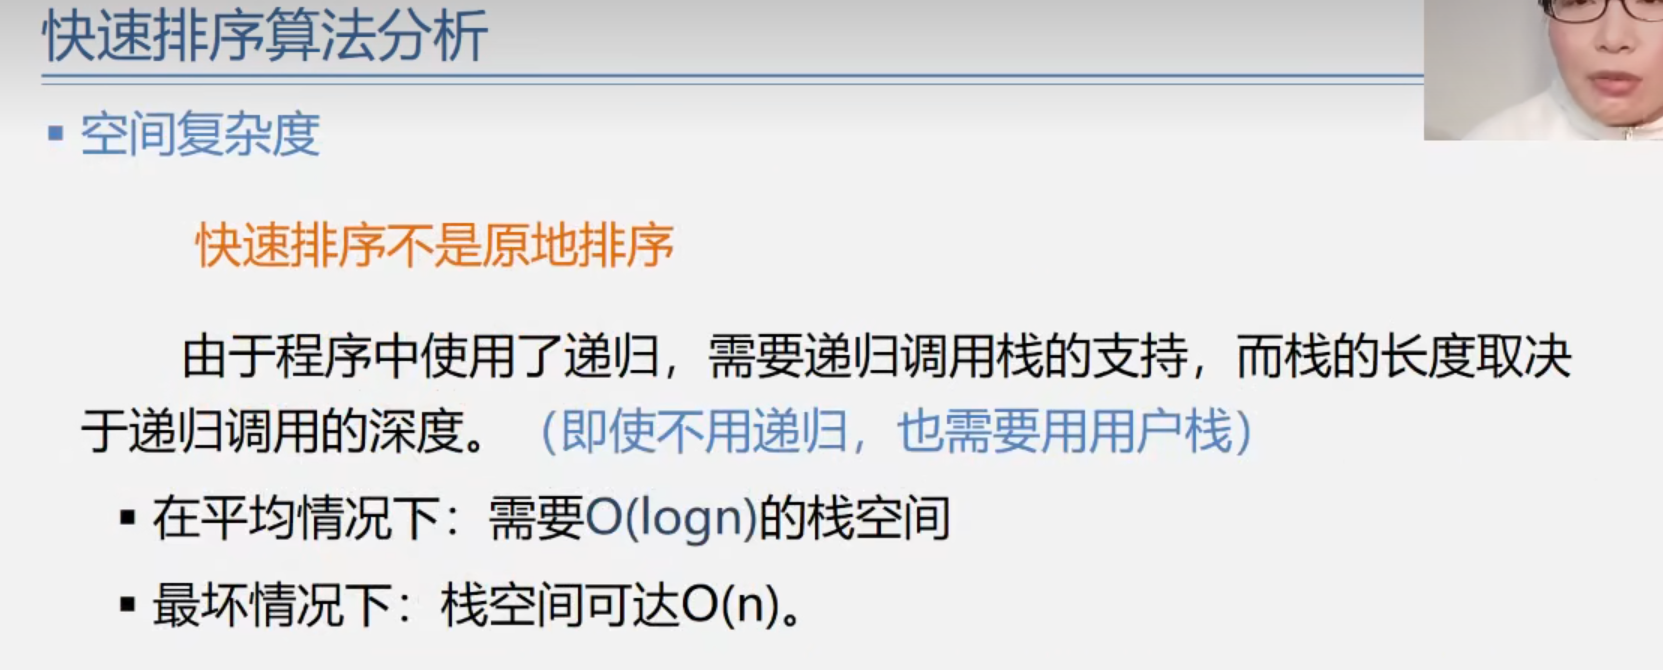 快速排序算法分析
▪ 空间复杂度
快速排序不是原地排序
由于程序中使用了递归，需要递归调用栈的支持，而栈的长度取决
于递归调用的深度。（即使不用递归，也需要用用户栈）
▪ 在平均情况下：需要O(logn)的栈空间
▪ 最坏情况下：栈空间可达O(n)。